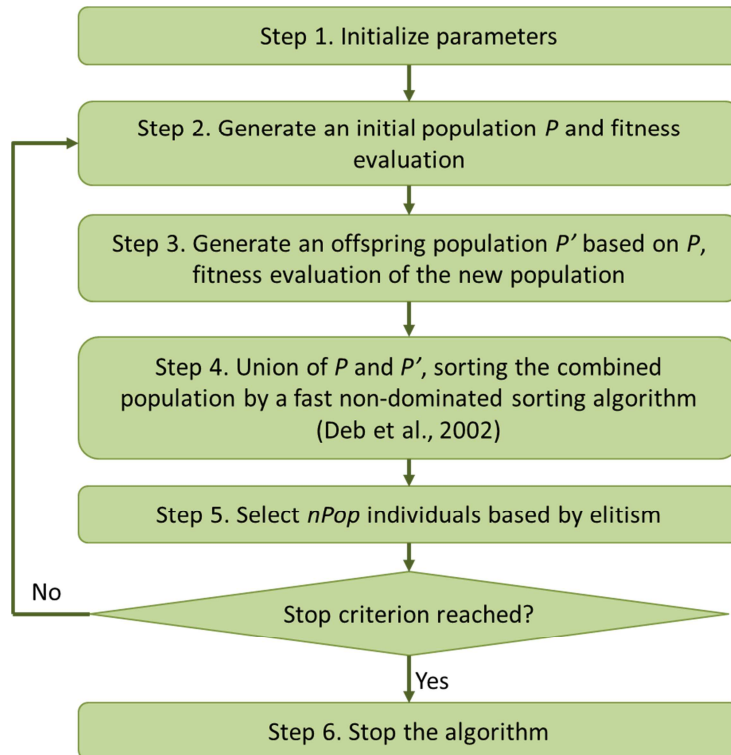 Step 1. Initialize parameters
Step 2. Generate an initial population P and fitness
evaluation
Step 3. Generate an offspring population P’ based on P,
fitness evaluation of the new population
Step 4. Union of P and P’, sorting the combined
population by a fast non-dominated sorting algorithm
(Deb et al., 2002)
Step 5. Select nPop individuals based by elitism
No
Stop criterion reached?
Yes
Step 6. Stop the algorithm